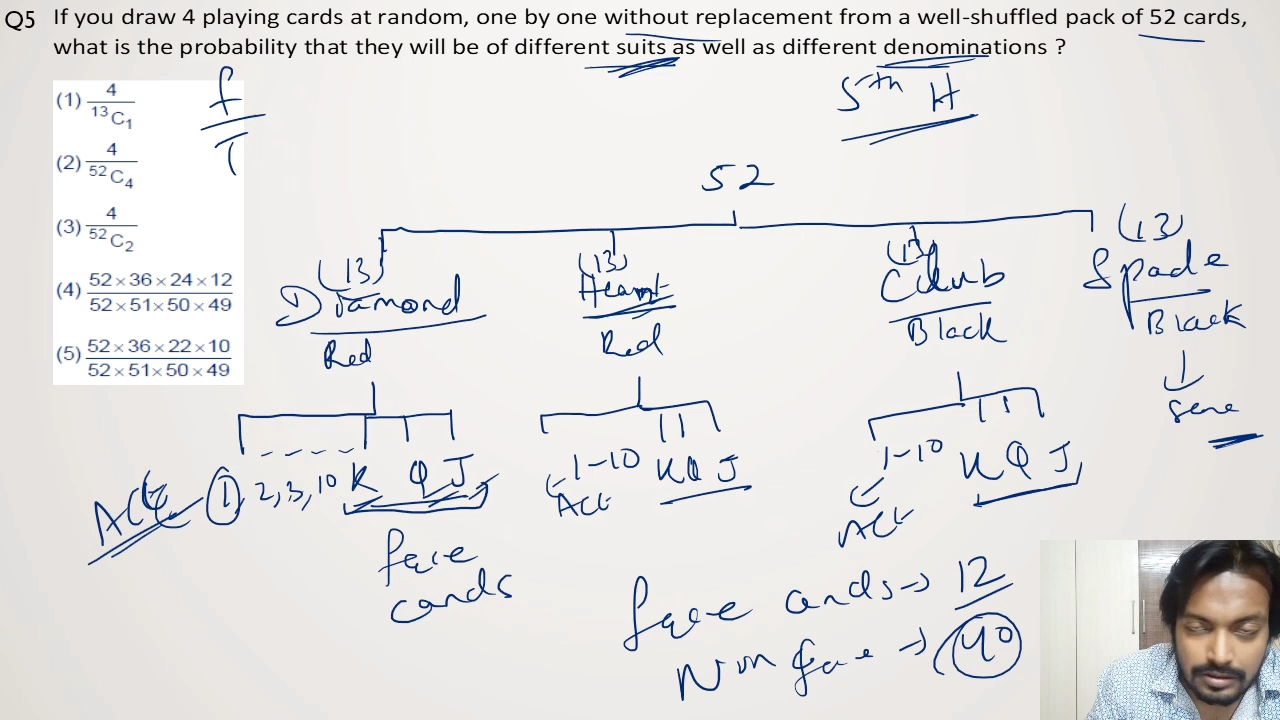 Q5 If you draw 4 playing cards at random, one by one without replacement from a well-shuffled pack of 52 cards,
what is the probability that they will be of different suits as well as different denominations ?
(1) 4 / ¹³C₁
(2) 4 / ⁵²C₄
(3) 4 / ⁵²C₂
(4) 52×36×24×12 / 52×51×50×49
(5) 52×36×22×10 / 52×51×50×49
f
5th H
52
(13) (13) (13) (13)
Diamond Heart Club Spade
Red Red Black Black
1, 2, 3, 10 K Q J 1-10 K Q J 1-10 K Q J
ACE ACE ACE
face
cards
face cards → 12
Non face → 40